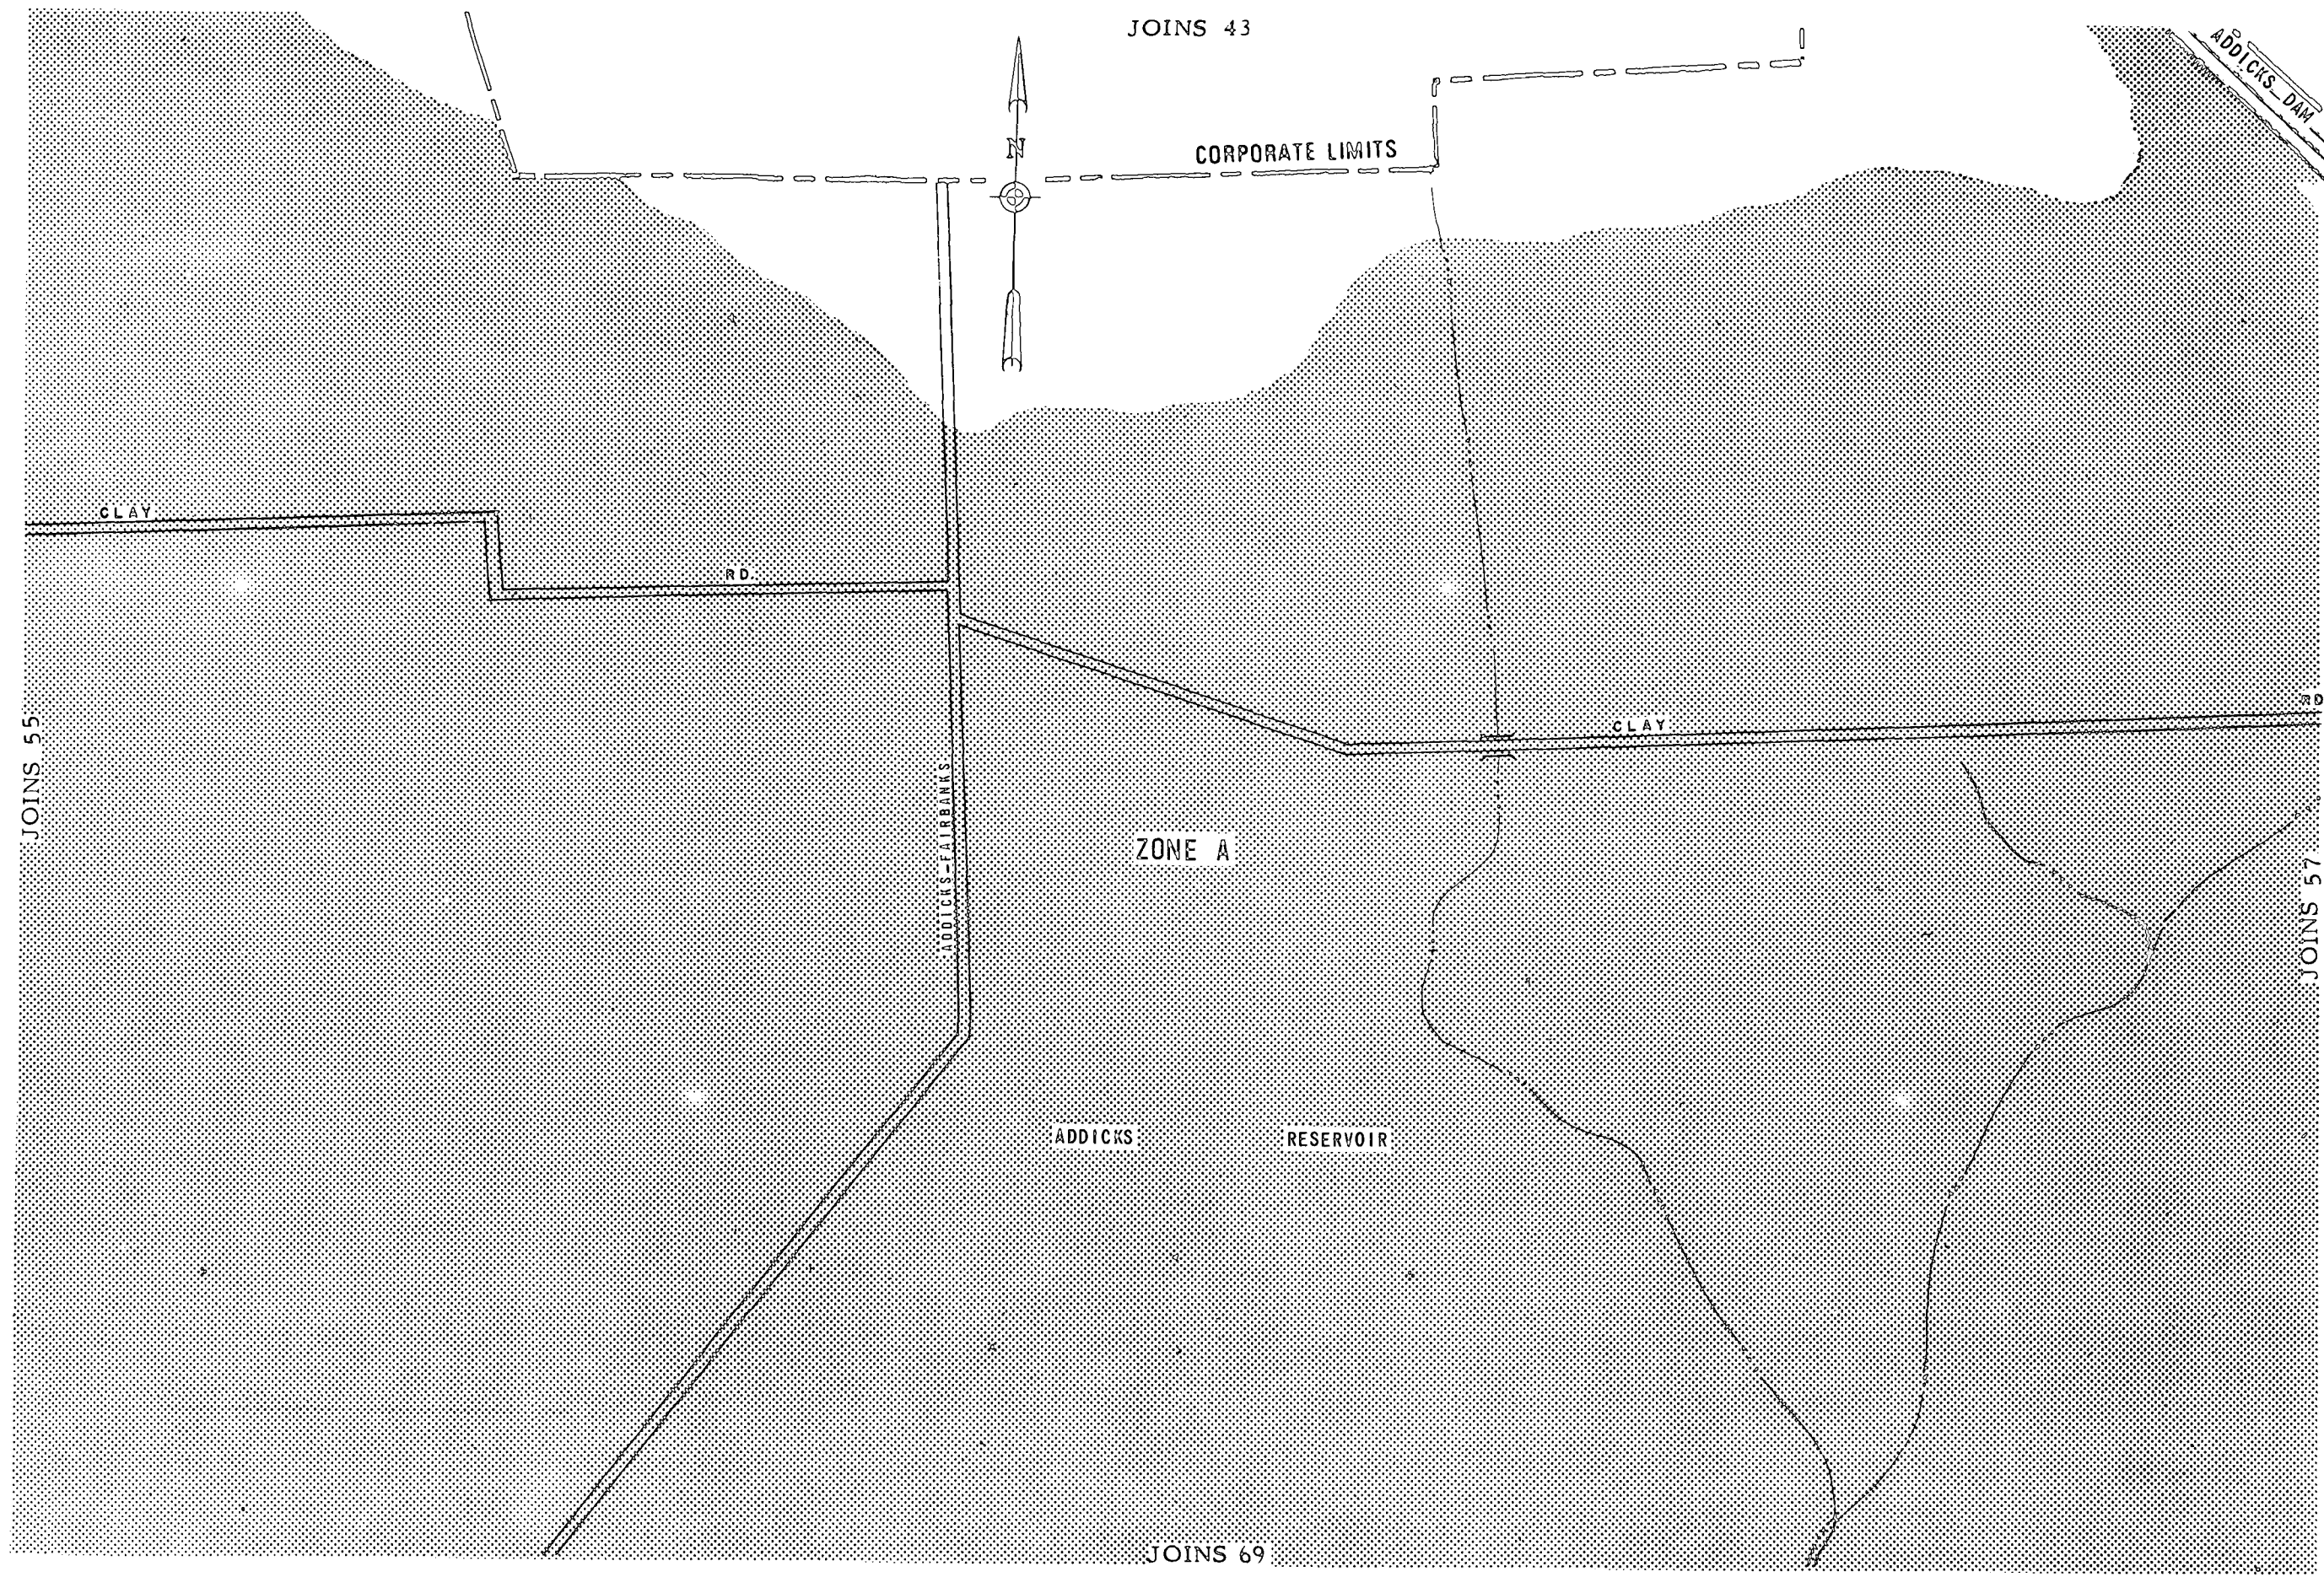 JOINS 43
ADDICKS DAM
N
CORPORATE LIMITS
CLAY
RD.
CLAY
RD
JOINS 55
ADDICKS-FAIRBANKS
ZONE A
JOINS 57
ADDICKS RESERVOIR
JOINS 69